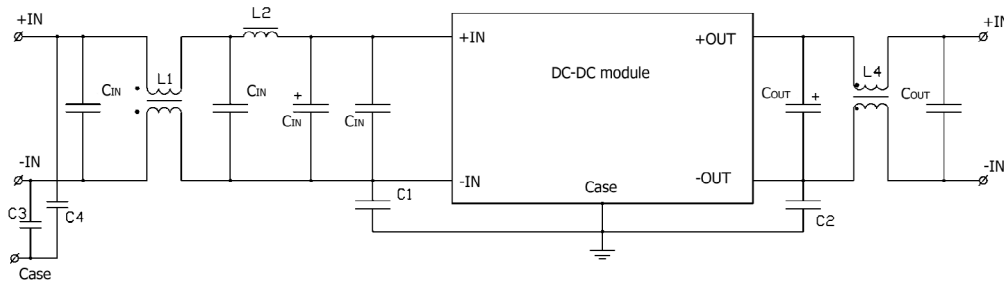 +IN
L2
+IN
+OUT
+IN
L1
L4
DC-DC module
CIN
CIN
+
CIN
CIN
COUT
+
COUT
-IN
-IN
-OUT
-IN
Case
C3
C4
C1
C2
Case